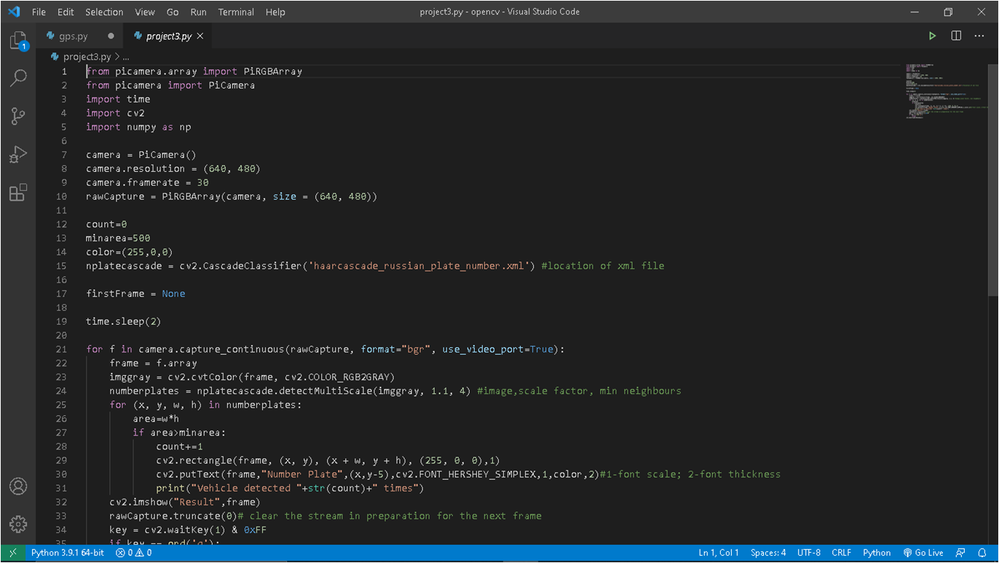 File Edit Selection View Go Run Terminal Help project3.py - opencv - Visual Studio Code
gps.py project3.py
project3.py > ...
1 from picamera.array import PiRGBArray
2 from picamera import PiCamera
3 import time
4 import cv2
5 import numpy as np
6
7 camera = PiCamera()
8 camera.resolution = (640, 480)
9 camera.framerate = 30
10 rawCapture = PiRGBArray(camera, size = (640, 480))
11
12 count=0
13 minarea=500
14 color=(255,0,0)
15 nplatecascade = cv2.CascadeClassifier('haarcascade_russian_plate_number.xml') #location of xml file
16
17 firstFrame = None
18
19 time.sleep(2)
20
21 for f in camera.capture_continuous(rawCapture, format="bgr", use_video_port=True):
22     frame = f.array
23     imggray = cv2.cvtColor(frame, cv2.COLOR_RGB2GRAY)
24     numberplates = nplatecascade.detectMultiScale(imggray, 1.1, 4) #image,scale factor, min neighbours
25     for (x, y, w, h) in numberplates:
26         area=w*h
27         if area>minarea:
28             count+=1
29             cv2.rectangle(frame, (x, y), (x + w, y + h), (255, 0, 0),1)
30             cv2.putText(frame,"Number Plate",(x,y-5),cv2.FONT_HERSHEY_SIMPLEX,1,color,2)#1-font scale; 2-font thickness
31             print("Vehicle detected "+str(count)+" times")
32     cv2.imshow("Result",frame)
33     rawCapture.truncate(0)# clear the stream in preparation for the next frame
34     key = cv2.waitKey(1) & 0xFF
35     if key == ord('q'):
1
Python 3.9.1 64-bit 0 0 Ln 1, Col 1 Spaces: 4 UTF-8 CRLF Python Go Live